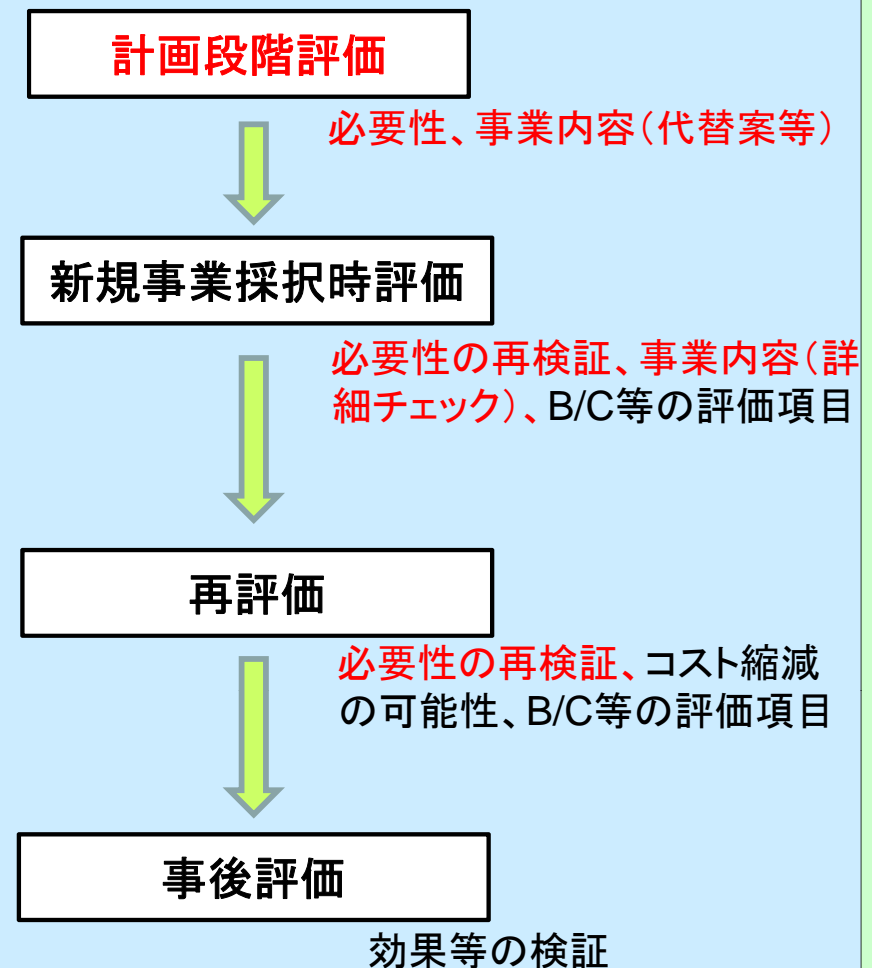 計画段階評価
必要性、事業内容（代替案等）
新規事業採択時評価
必要性の再検証、事業内容（詳
細チェック）、B/C等の評価項目
再評価
必要性の再検証、コスト縮減
の可能性、B/C等の評価項目
事後評価
効果等の検証